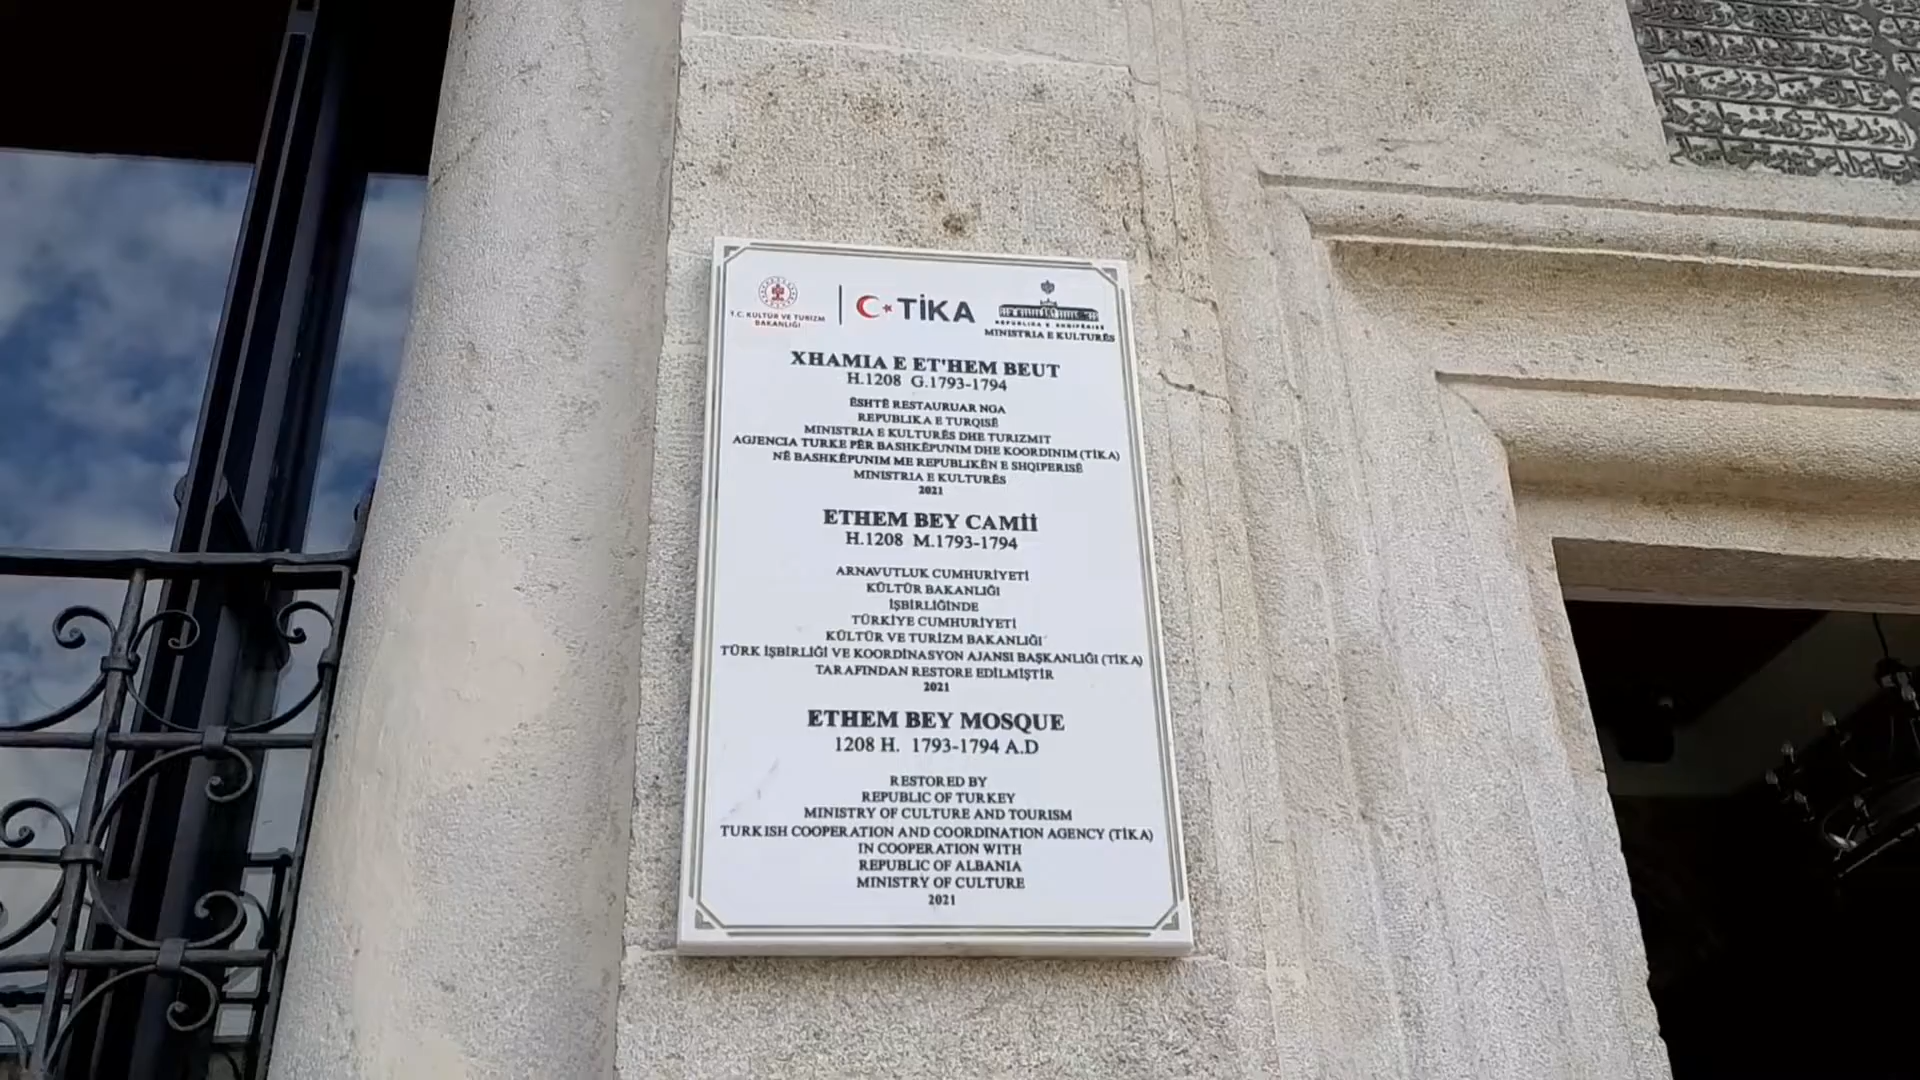 T.C. KÜLTÜR VE TURİZM
BAKANLIĞI
TİKA
REPUBLIKA E SHQIPËRISË
MINISTRIA E KULTURËS
XHAMIA E ET'HEM BEUT
H.1208 G.1793-1794
ËSHTË RESTAURUAR NGA
REPUBLIKA E TURQISË
MINISTRIA E KULTURËS DHE TURIZMIT
AGJENCIA TURKE PËR BASHKËPUNIM DHE KOORDINIM (TİKA)
NË BASHKËPUNIM ME REPUBLIKËN E SHQIPERISË
MINISTRIA E KULTURËS
2021
ETHEM BEY CAMİİ
H.1208 M.1793-1794
ARNAVUTLUK CUMHURİYETİ
KÜLTÜR BAKANLIĞI
İŞBİRLİĞİNDE
TÜRKİYE CUMHURİYETİ
KÜLTÜR VE TURİZM BAKANLIĞI
TÜRK İŞBİRLİĞİ VE KOORDİNASYON AJANSI BAŞKANLIĞI (TİKA)
TARAFINDAN RESTORE EDİLMİŞTİR
2021
ETHEM BEY MOSQUE
1208 H. 1793-1794 A.D
RESTORED BY
REPUBLIC OF TURKEY
MINISTRY OF CULTURE AND TOURISM
TURKISH COOPERATION AND COORDINATION AGENCY (TİKA)
IN COOPERATION WITH
REPUBLIC OF ALBANIA
MINISTRY OF CULTURE
2021